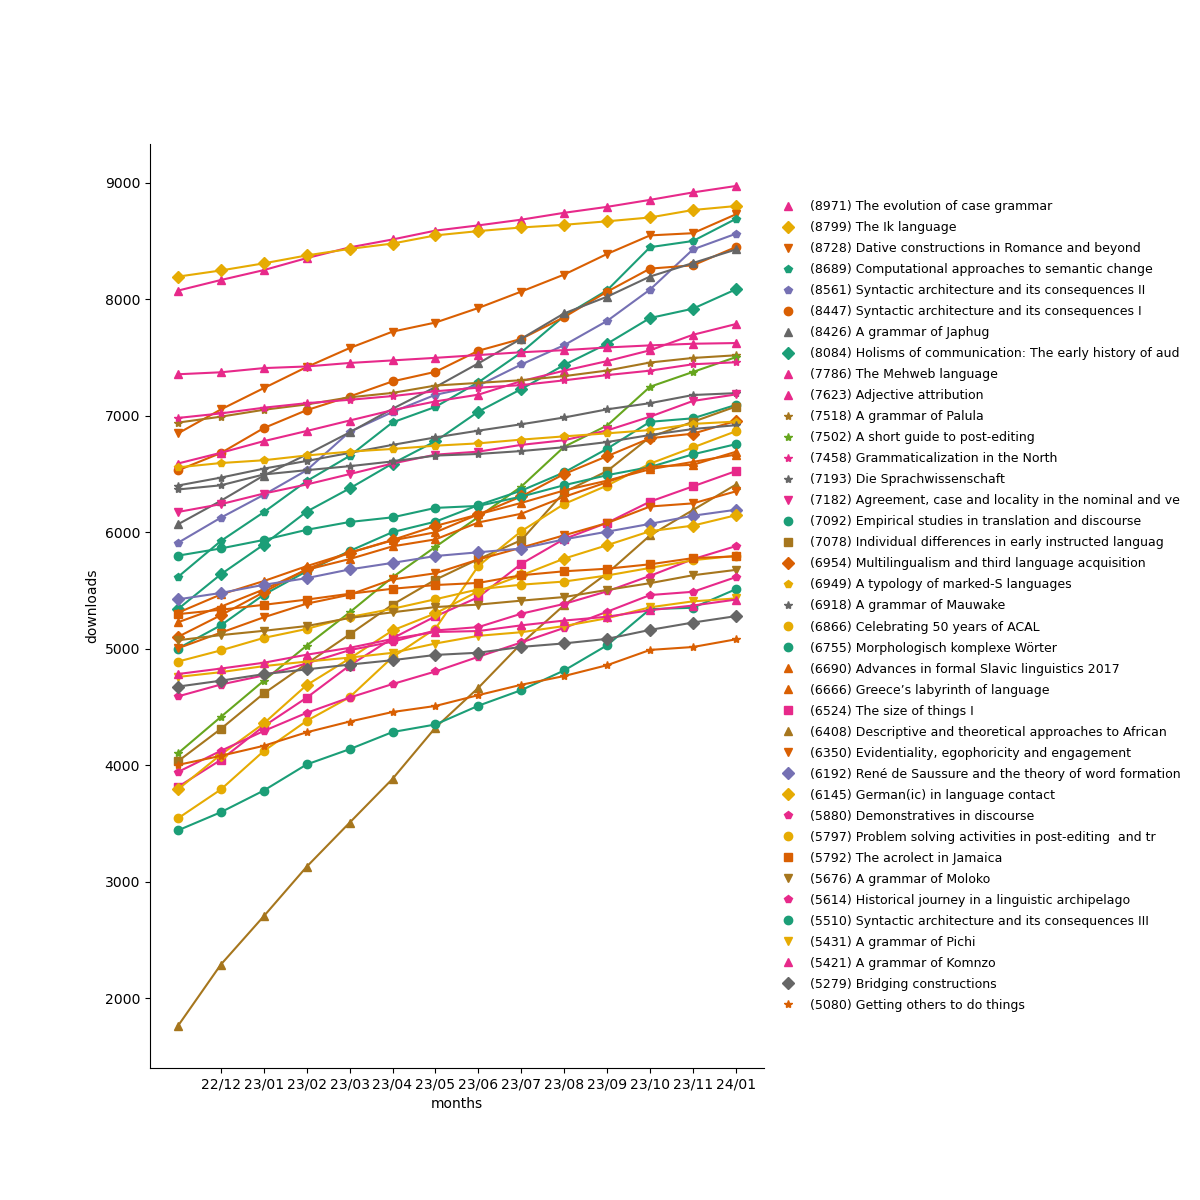 9000
8000
7000
6000
5000
4000
3000
2000
downloads
22/12 23/01 23/02 23/03 23/04 23/05 23/06 23/07 23/08 23/09 23/10 23/11 24/01
months
(8971) The evolution of case grammar
(8799) The Ik language
(8728) Dative constructions in Romance and beyond
(8689) Computational approaches to semantic change
(8561) Syntactic architecture and its consequences II
(8447) Syntactic architecture and its consequences I
(8426) A grammar of Japhug
(8084) Holisms of communication: The early history of aud
(7786) The Mehweb language
(7623) Adjective attribution
(7518) A grammar of Palula
(7502) A short guide to post-editing
(7458) Grammaticalization in the North
(7193) Die Sprachwissenschaft
(7182) Agreement, case and locality in the nominal and ve
(7092) Empirical studies in translation and discourse
(7078) Individual differences in early instructed languag
(6954) Multilingualism and third language acquisition
(6949) A typology of marked-S languages
(6918) A grammar of Mauwake
(6866) Celebrating 50 years of ACAL
(6755) Morphologisch komplexe Wörter
(6690) Advances in formal Slavic linguistics 2017
(6666) Greece’s labyrinth of language
(6524) The size of things I
(6408) Descriptive and theoretical approaches to African
(6350) Evidentiality, egophoricity and engagement
(6192) René de Saussure and the theory of word formation
(6145) German(ic) in language contact
(5880) Demonstratives in discourse
(5797) Problem solving activities in post-editing  and tr
(5792) The acrolect in Jamaica
(5676) A grammar of Moloko
(5614) Historical journey in a linguistic archipelago
(5510) Syntactic architecture and its consequences III
(5431) A grammar of Pichi
(5421) A grammar of Komnzo
(5279) Bridging constructions
(5080) Getting others to do things